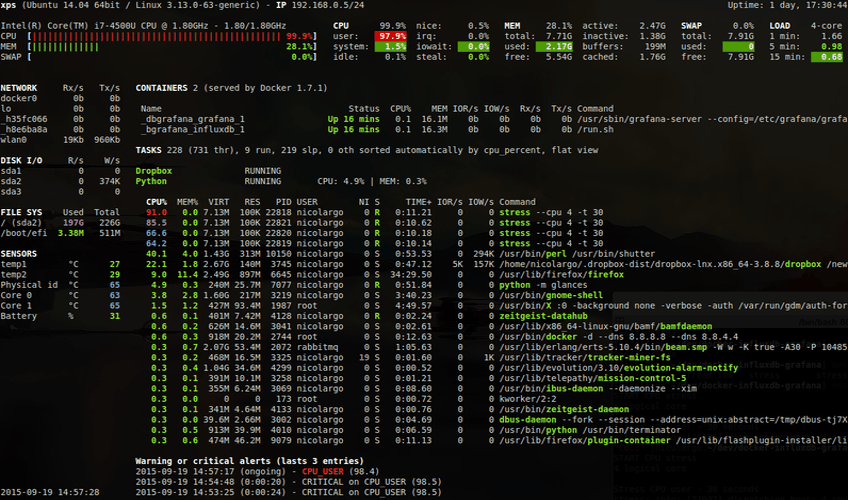 xps (Ubuntu 14.04 64bit / Linux 3.13.0-63-generic) - IP 192.168.0.5/24 Uptime: 1 day, 17:30:44
Intel(R) Core(TM) i7-4500U CPU @ 1.80GHz - 1.80/1.80GHz CPU 99.9% nice: 0.5% MEM 28.1% active: 2.47G SWAP 0.0% LOAD 4-core
CPU [ 99.9%] user: 97.9% irq: 0.0% total: 7.71G inactive: 1.38G total: 7.91G 1 min: 1.66
MEM [ 28.1%] system: 1.5% iowait: 0.0% used: 2.17G buffers: 199M used: 0 5 min: 0.98
SWAP [ 0.0%] idle: 0.1% steal: 0.0% free: 5.54G cached: 1.76G free: 7.91G 15 min: 0.68
NETWORK Rx/s Tx/s CONTAINERS 2 (served by Docker 1.7.1)
docker0 0b 0b
lo 0b 0b Name Status CPU% MEM IOR/s IOW/s Rx/s Tx/s Command
_h35fc066 0b 0b _dbgrafana_grafana_1 Up 16 mins 0.1 16.1M 0b 0b 0b 0b /usr/sbin/grafana-server --config=/etc/grafana/grafa
_h8e6ba8a 0b 0b _bgrafana_influxdb_1 Up 16 mins 0.1 16.3M 0b 0b 0b 0b /run.sh
wlan0 19Kb 960Kb
TASKS 228 (731 thr), 9 run, 219 slp, 0 oth sorted automatically by cpu_percent, flat view
DISK I/O R/s W/s
sda1 0 0 Dropbox RUNNING
sda2 0 374K Python RUNNING CPU: 4.9% | MEM: 0.3%
sda3 0 0
CPU% MEM% VIRT RES PID USER NI S TIME+ IOR/s IOW/s Command
FILE SYS Used Total 91.0 0.0 7.13M 100K 22818 nicolargo 0 R 0:11.21 0 0 stress --cpu 4 -t 30
/ (sda2) 197G 226G 85.5 0.0 7.13M 100K 22821 nicolargo 0 R 0:10.62 0 0 stress --cpu 4 -t 30
/boot/efi 3.38M 511M 66.6 0.0 7.13M 100K 22820 nicolargo 0 R 0:10.18 0 0 stress --cpu 4 -t 30
64.2 0.0 7.13M 100K 22819 nicolargo 0 R 0:10.14 0 0 stress --cpu 4 -t 30
SENSORS 40.1 4.0 1.43G 313M 10150 nicolargo 0 S 0:53.53 0 294K /usr/bin/perl /usr/bin/shutter
temp1 °C 27 22.1 1.8 2.67G 140M 3745 nicolargo 0 S 0:47.12 5K 157K /home/nicolargo/.dropbox-dist/dropbox-lnx.x86_64-3.8.8/dropbox /new
temp2 °C 29 9.0 11.4 2.49G 897M 6645 nicolargo 0 S 34:29.50 0 0 /usr/lib/firefox/firefox
Physical id °C 65 4.9 0.3 240M 25.7M 7077 nicolargo 0 R 0:51.84 0 0 python -m glances
Core 0 °C 63 3.8 2.8 1.60G 217M 3219 nicolargo 0 S 3:40.23 0 0 /usr/bin/gnome-shell
Core 1 °C 65 1.5 1.2 427M 93.4M 1987 root 0 S 4:49.57 0 0 /usr/bin/X :0 -background none -verbose -auth /var/run/gdm/auth-for
Battery % 31 0.6 0.1 401M 7.42M 4128 nicolargo 0 R 0:02.24 0 0 zeitgeist-datahub
0.6 0.2 626M 14.6M 3041 nicolargo 0 S 0:02.61 0 0 /usr/lib/x86_64-linux-gnu/bamf/bamfdaemon
0.6 0.3 918M 20.2M 2744 root 0 S 0:12.63 0 0 /usr/bin/docker -d --dns 8.8.8.8 --dns 8.8.4.4
0.3 0.7 2.07G 53.4M 2072 rabbitmq 0 S 1:05.63 0 0 /usr/lib/erlang/erts-5.10.4/bin/beam.smp -W w -K true -A30 -P 10485
0.3 0.2 468M 16.5M 3325 nicolargo 19 S 0:01.60 0 1K /usr/lib/tracker/tracker-miner-fs
0.3 0.4 1.04G 34.6M 4299 nicolargo 0 S 0:00.52 0 0 /usr/lib/evolution/3.10/evolution-alarm-notify
0.3 0.1 391M 10.1M 3258 nicolargo 0 S 0:01.21 0 0 /usr/lib/telepathy/mission-control-5
0.3 0.1 355M 6.24M 3069 nicolargo 0 S 0:08.60 0 0 /usr/bin/ibus-daemon --daemonize --xim
0.3 0.0 0 0 173 root 0 S 0:00.72 0 0 kworker/2:2
0.3 0.1 341M 4.64M 4133 nicolargo 0 S 0:00.76 0 0 /usr/bin/zeitgeist-daemon
0.3 0.0 39.6M 2.66M 3002 nicolargo 0 S 0:04.69 0 0 dbus-daemon --fork --session --address=unix:abstract=/tmp/dbus-tj7X
0.3 0.5 913M 39.9M 4010 nicolargo 0 S 0:06.59 0 0 /usr/bin/python /usr/bin/terminator
0.3 0.6 474M 46.2M 9079 nicolargo 0 S 0:11.13 0 0 /usr/lib/firefox/plugin-container /usr/lib/flashplugin-installer/li
Warning or critical alerts (lasts 3 entries)
2015-09-19 14:57:17 (ongoing) - CPU_USER (98.4)
2015-09-19 14:54:48 (0:00:20) - CRITICAL on CPU_USER (98.5)
2015-09-19 14:57:28 2015-09-19 14:53:25 (0:00:24) - CRITICAL on CPU_USER (98.5)